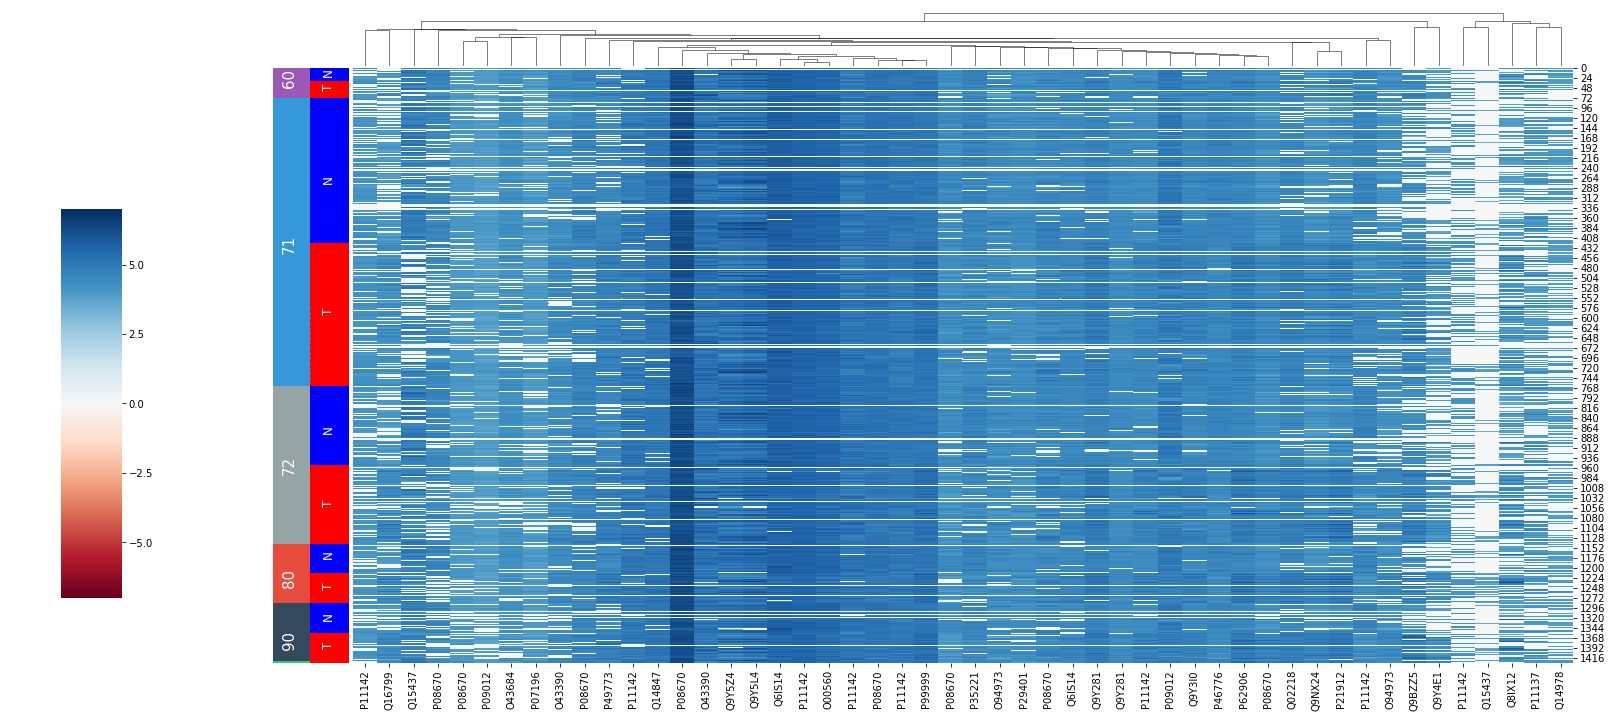 5.0
2.5
0.0
−2.5
−5.0
60
71
72
80
90
N
T
N
T
N
T
N
T
N
T
0
24
48
72
96
120
144
168
192
216
240
264
288
312
336
360
384
408
432
456
480
504
528
552
576
600
624
648
672
696
720
744
768
792
816
840
864
888
912
936
960
984
1008
1032
1056
1080
1104
1128
1152
1176
1200
1224
1248
1272
1296
1320
1344
1368
1392
1416
P11142
Q16799
Q15437
P08670
P08670
P09012
O43684
P07196
O43390
P08670
P49773
P11142
Q14847
P08670
O43390
Q9Y5Z4
Q9Y5L4
Q6IS14
P11142
O00560
P11142
P08670
P11142
P99999
P08670
P35221
O94973
P29401
P08670
Q6IS14
Q9Y281
Q9Y281
P11142
P09012
Q9Y3I0
P46776
P62906
P08670
Q02218
Q9NX24
P21912
P11142
O94973
Q9BZZ5
Q9Y4E1
P11142
Q15437
Q8IX12
P11137
Q14978